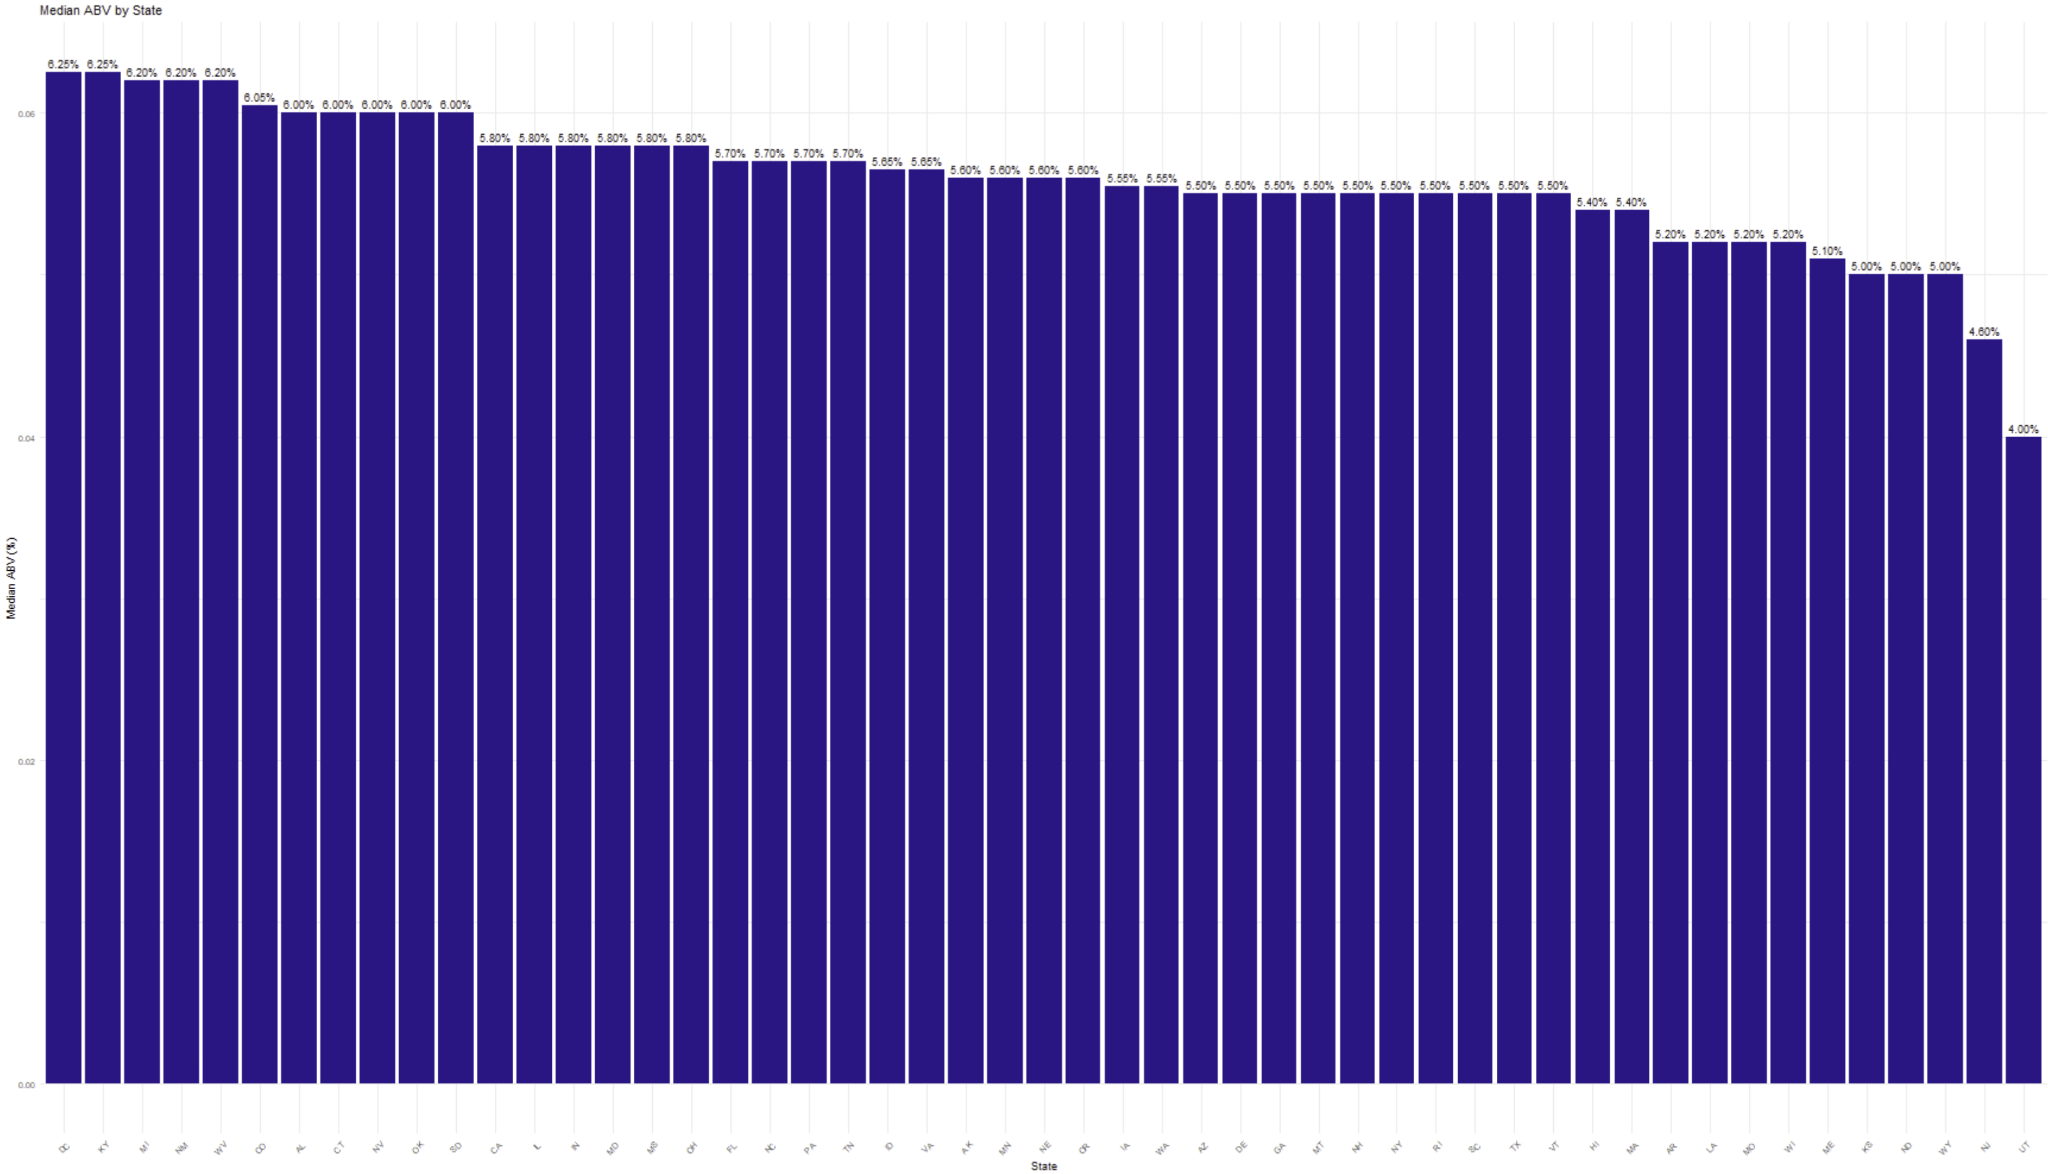 Median ABV by State
6.25% 6.25% 6.20% 6.20% 6.20% 6.05% 6.00% 6.00% 6.00% 6.00% 6.00% 5.80% 5.80% 5.80% 5.80% 5.80% 5.80% 5.70% 5.70% 5.70% 5.70% 5.65% 5.65% 5.60% 5.60% 5.60% 5.60% 5.55% 5.55% 5.50% 5.50% 5.50% 5.50% 5.50% 5.50% 5.50% 5.50% 5.50% 5.50% 5.40% 5.40% 5.20% 5.20% 5.20% 5.20% 5.10% 5.00% 5.00% 5.00% 4.60% 4.00%
0.06
0.04
0.02
0.00
Median ABV (%)
DC KY MI NM WV CO AL CT NV OK SD CA IL IN MD MS OH FL NC PA TN ID VA AK MN NE OR IA WA AZ DE GA MT NH NY RI SC TX VT HI MA AR LA MO WI ME KS ND WY NJ UT
State